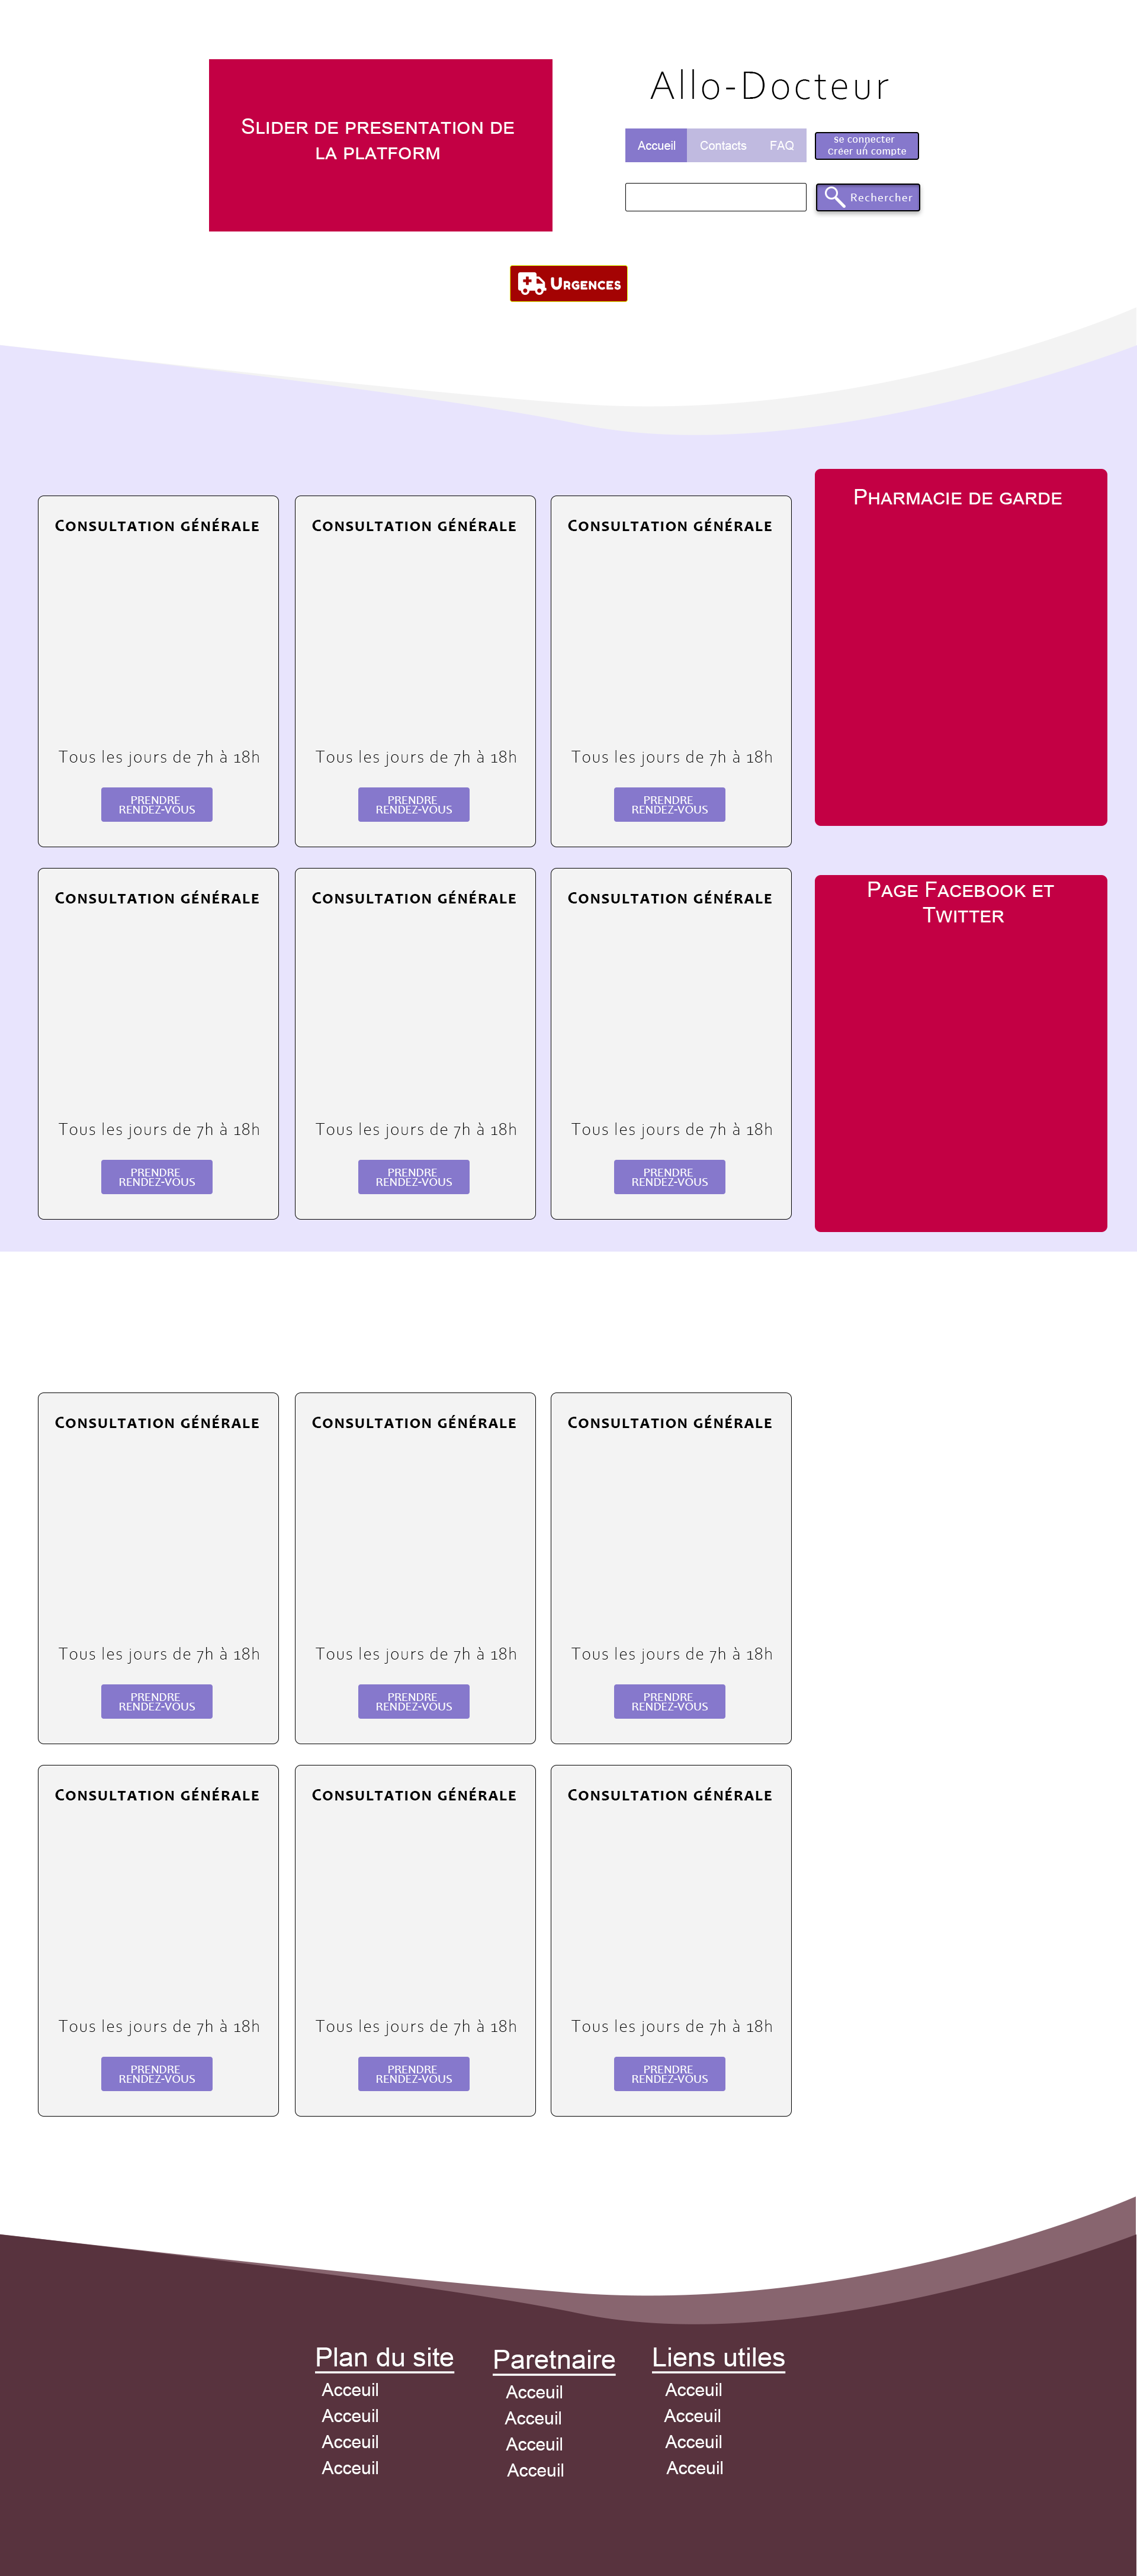 Allo-Docteur
Slider de presentation de
la platform
Accueil Contacts FAQ
se connecter
/
Créer un compte
Rechercher
Urgences
Consultation générale
Consultation générale
Consultation générale
Pharmacie de garde
Tous les jours de 7h à 18h
Tous les jours de 7h à 18h
Tous les jours de 7h à 18h
PRENDRE
RENDEZ-VOUS
PRENDRE
RENDEZ-VOUS
PRENDRE
RENDEZ-VOUS
Page Facebook et
Twitter
Consultation générale
Consultation générale
Consultation générale
Tous les jours de 7h à 18h
Tous les jours de 7h à 18h
Tous les jours de 7h à 18h
PRENDRE
RENDEZ-VOUS
PRENDRE
RENDEZ-VOUS
PRENDRE
RENDEZ-VOUS
Consultation générale
Consultation générale
Consultation générale
Tous les jours de 7h à 18h
Tous les jours de 7h à 18h
Tous les jours de 7h à 18h
PRENDRE
RENDEZ-VOUS
PRENDRE
RENDEZ-VOUS
PRENDRE
RENDEZ-VOUS
Consultation générale
Consultation générale
Consultation générale
Tous les jours de 7h à 18h
Tous les jours de 7h à 18h
Tous les jours de 7h à 18h
PRENDRE
RENDEZ-VOUS
PRENDRE
RENDEZ-VOUS
PRENDRE
RENDEZ-VOUS
Plan du site
Acceuil
Acceuil
Acceuil
Acceuil
Paretnaire
Acceuil
Acceuil
Acceuil
Acceuil
Liens utiles
Acceuil
Acceuil
Acceuil
Acceuil